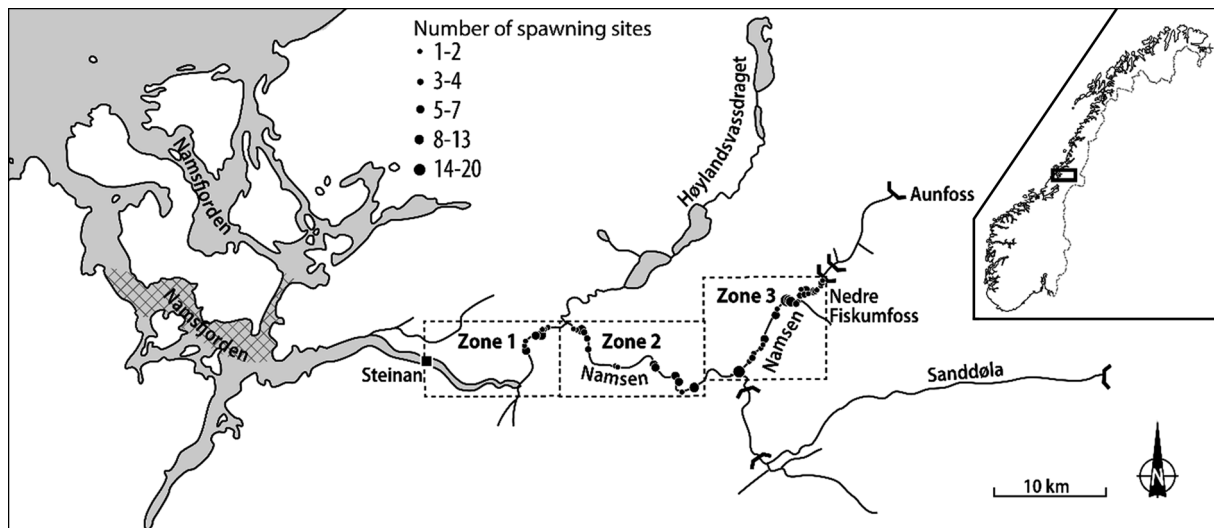 Number of spawning sites
1-2
3-4
5-7
8-13
14-20
Namsfjorden
Høylandsvassdraget
Aunfoss
Namsfjorden
Zone 3
Nedre
Fiskumfoss
Namsen
Zone 1
Zone 2
Steinan
Namsen
Sanddøla
N
10 km